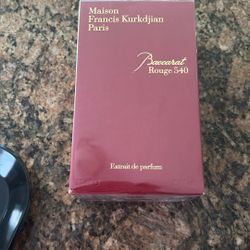 Maison
Francis Kurkdjian
Paris
Baccarat
Rouge 540
Extrait de parfum